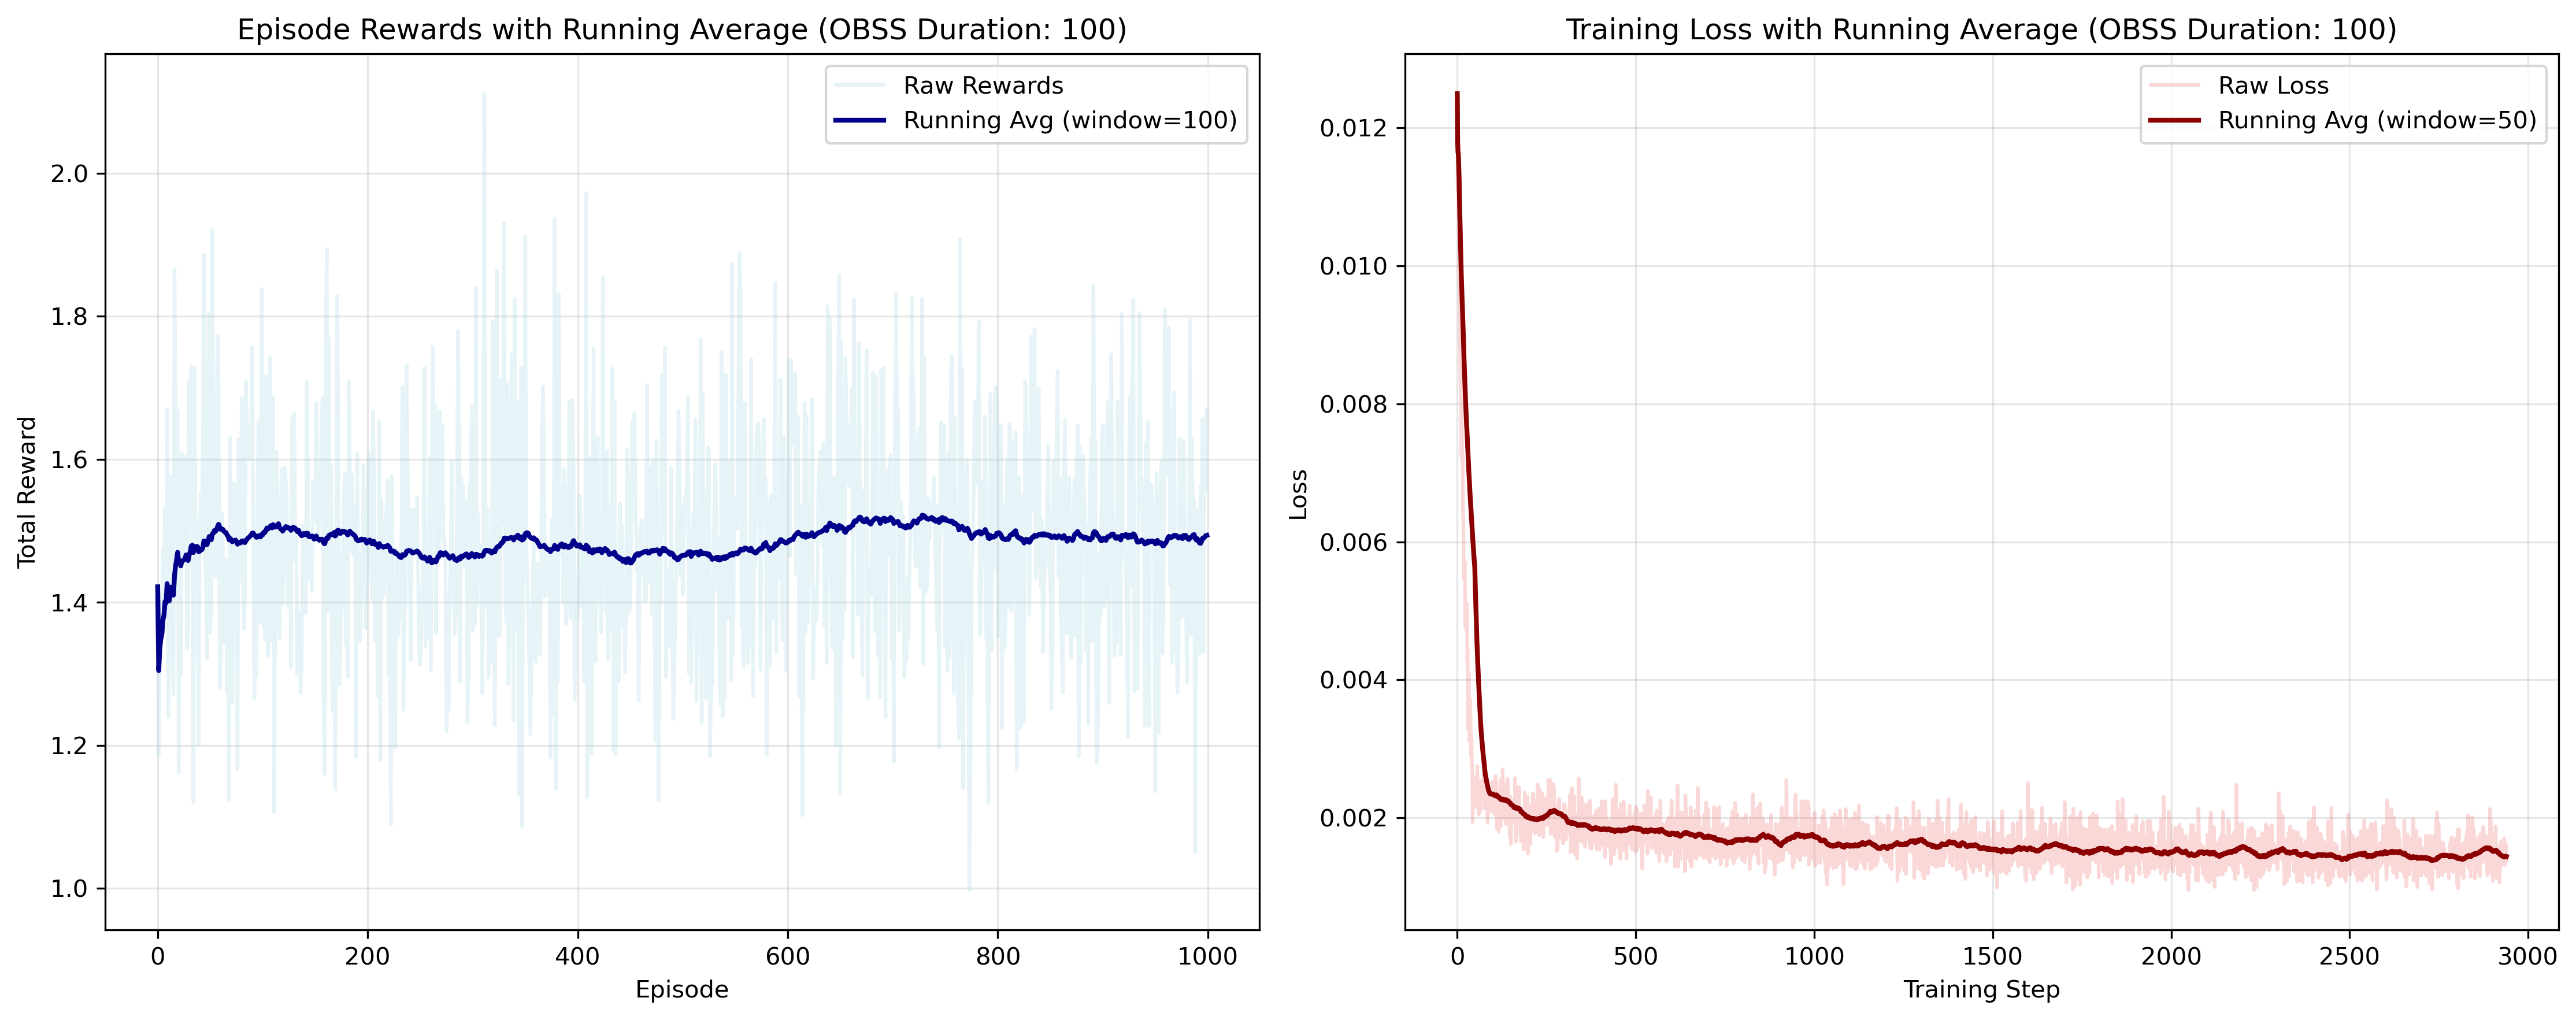 Episode Rewards with Running Average (OBSS Duration: 100)
Raw Rewards
Running Avg (window=100)
Total Reward
2.0
1.8
1.6
1.4
1.2
1.0
0
200
400
600
800
1000
Episode
Training Loss with Running Average (OBSS Duration: 100)
Raw Loss
Running Avg (window=50)
Loss
0.012
0.010
0.008
0.006
0.004
0.002
0
500
1000
1500
2000
2500
3000
Training Step